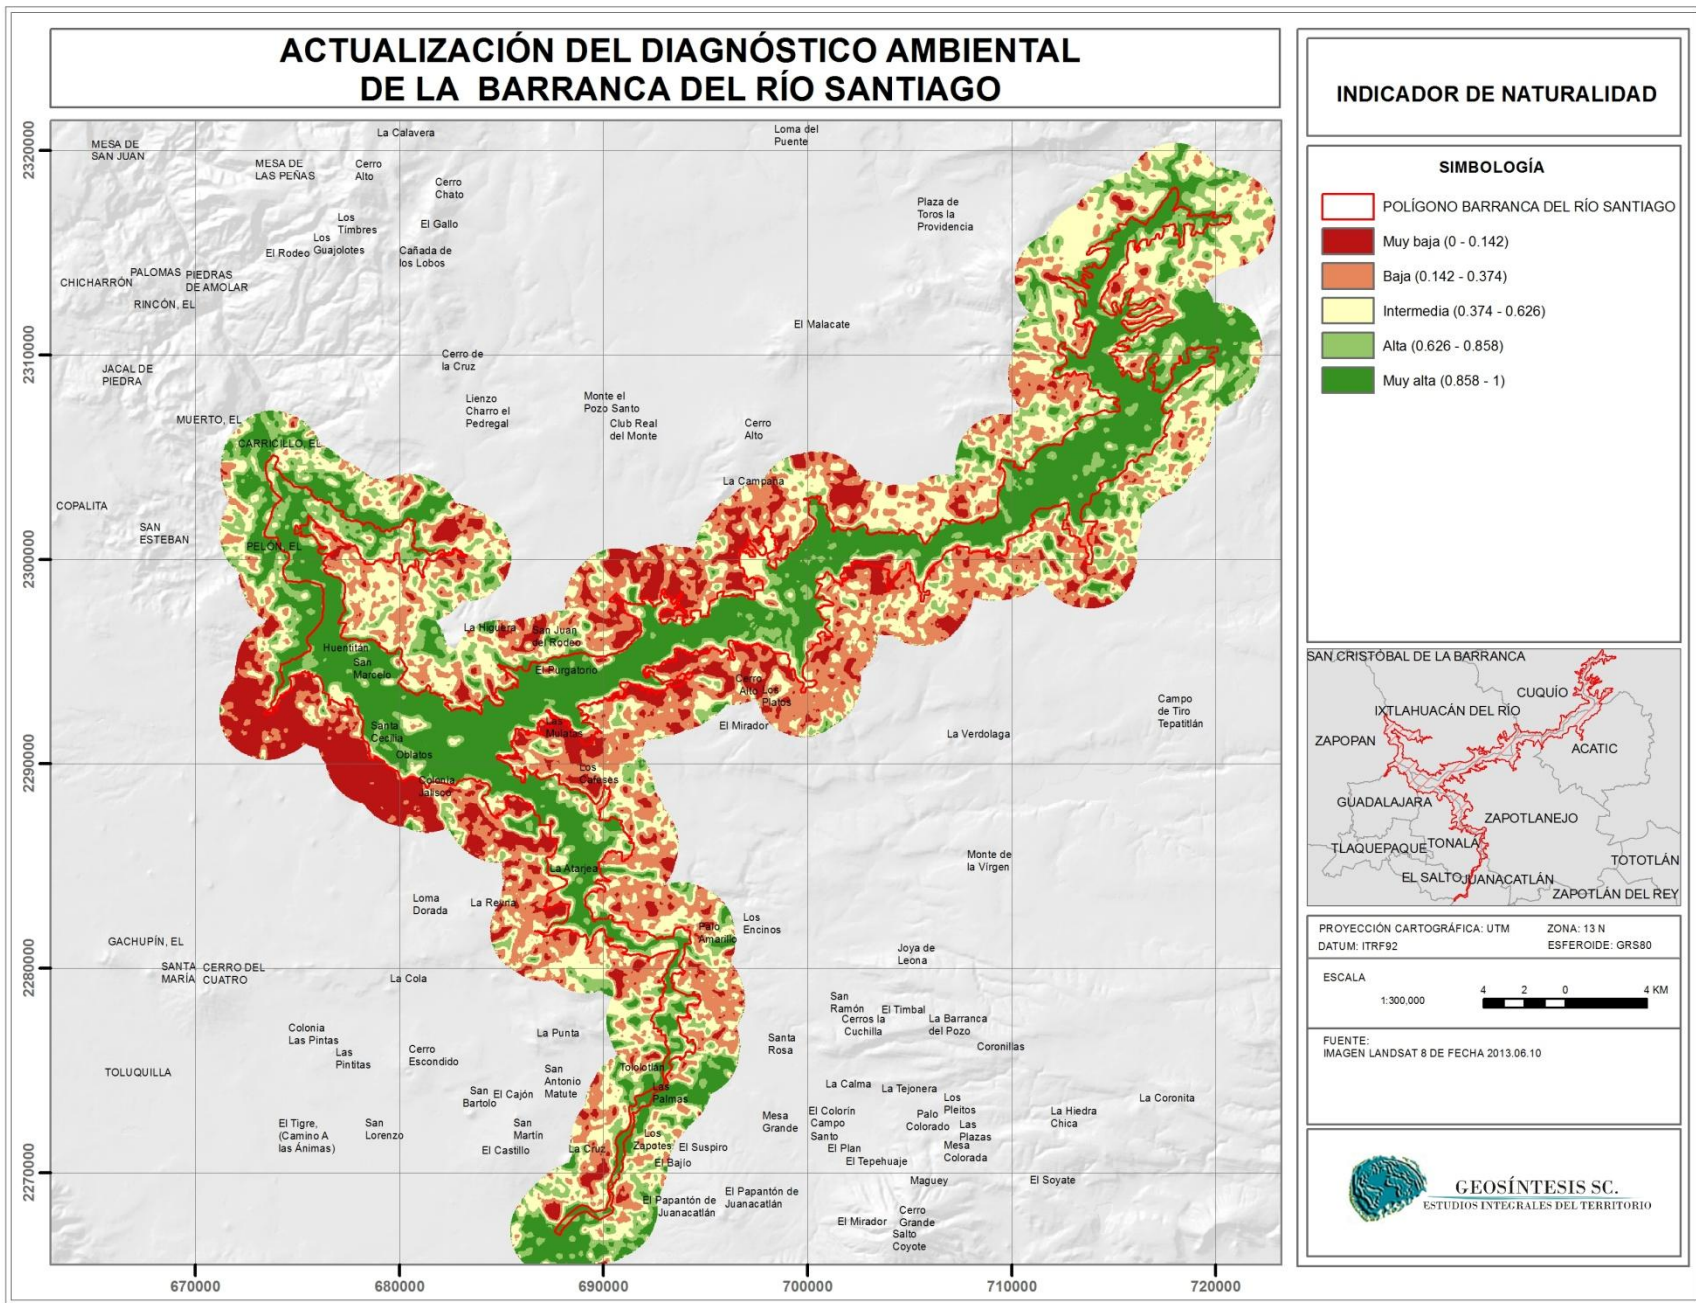 ACTUALIZACIÓN DEL DIAGNÓSTICO AMBIENTAL
DE LA BARRANCA DEL RÍO SANTIAGO
INDICADOR DE NATURALIDAD
SIMBOLOGÍA
POLÍGONO BARRANCA DEL RÍO SANTIAGO
Muy baja (0 - 0.142)
Baja (0.142 - 0.374)
Intermedia (0.374 - 0.626)
Alta (0.626 - 0.858)
Muy alta (0.858 - 1)
SAN CRISTÓBAL DE LA BARRANCA
CUQUÍO
IXTLAHUACÁN DEL RÍO
ZAPOPAN
ACATIC
GUADALAJARA
ZAPOTLANEJO
TLAQUEPAQUE
TONALA
TOTOTLÁN
EL SALTO
JUANACATLÁN
ZAPOTLÁN DEL REY
PROYECCIÓN CARTOGRÁFICA: UTM
ZONA: 13 N
DATUM: ITRF92
ESFEROIDE: GRS80
ESCALA
1:300,000
4 2 0 4 KM
FUENTE:
IMAGEN LANDSAT 8 DE FECHA 2013.06.10
GEOSÍNTESIS SC.
ESTUDIOS INTEGRALES DEL TERRITORIO
2320000
2310000
2300000
2290000
2280000
2270000
670000
680000
690000
700000
710000
720000
MESA DE
SAN JUAN
La Calavera
Loma del
Puente
MESA DE
LAS PEÑAS
Cerro
Alto
Cerro
Chato
Plaza de
Toros la
Providencia
Los
Timbres
El Gallo
Los
Guajolotes
El Rodeo
Cañada de
los Lobos
CHICHARRÓN
PALOMAS
PIEDRAS
DE AMOLAR
RINCÓN, EL
El Malacate
JACAL DE
PIEDRA
Cerro de
la Cruz
Lienzo
Charro el
Pedregal
Monte el
Pozo Santo
Club Real
del Monte
Cerro
Alto
MUERTO, EL
CARRICILLO, EL
La Campana
COPALITA
SAN
ESTEBAN
PELÓN, EL
La Higuera
San Juan
del Rodeo
Huentitán
San
Marcelo
El Purgatorio
Cerro
Alto
Los
Platos
Campo
de Tiro
Tepatitlán
Santa
Cecilia
Las
Mulatas
El Mirador
La Verdolaga
Oblatos
Colonia
Jalisco
Los
Cafeses
Monte de
la Virgen
La Atarjea
Loma
Dorada
La Reyna
Los
Encinos
Palo
Amarillo
GACHUPÍN, EL
Joya de
Leona
SANTA
MARÍA
CERRO DEL
CUATRO
La Cola
San
Ramón
El Timbal
Cerros la
Cuchilla
La Barranca
del Pozo
Colonia
Las Pintas
La Punta
Santa
Rosa
Coronillas
Las
Pintitas
Cerro
Escondido
TOLUQUILLA
San
Antonio
Matute
Tololotlán
Las
Palmas
La Calma
La Tejonera
San
Bartolo
El Cajón
Los
Pleitos
La Coronita
El Tigre,
(Camino A
las Ánimas)
San
Lorenzo
San
Martín
El Castillo
La Cruz
Los
Zapotes
El Suspiro
El Bajío
Mesa
Grande
El Colorín
Campo
Santo
Palo
Colorado
Las
Plazas
La Hiedra
Chica
El Plan
Mesa
Colorada
El Tepehuaje
El Papantón de
Juanacatlán
El Papantón de
Juanacatlán
Maguey
El Soyate
El Mirador
Cerro
Grande
Salto
Coyote